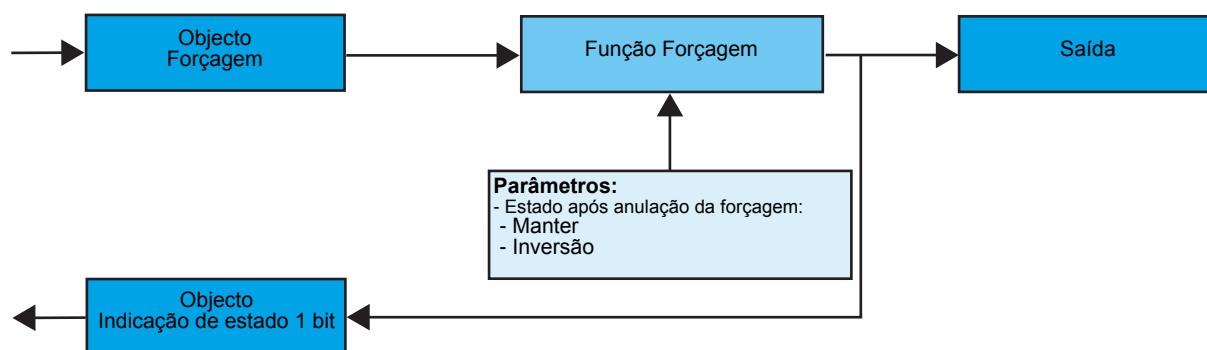 Objecto
Forçagem
Função Forçagem
Saída
Parâmetros:
- Estado após anulação da forçagem:
- Manter
- Inversão
Objecto
Indicação de estado 1 bit